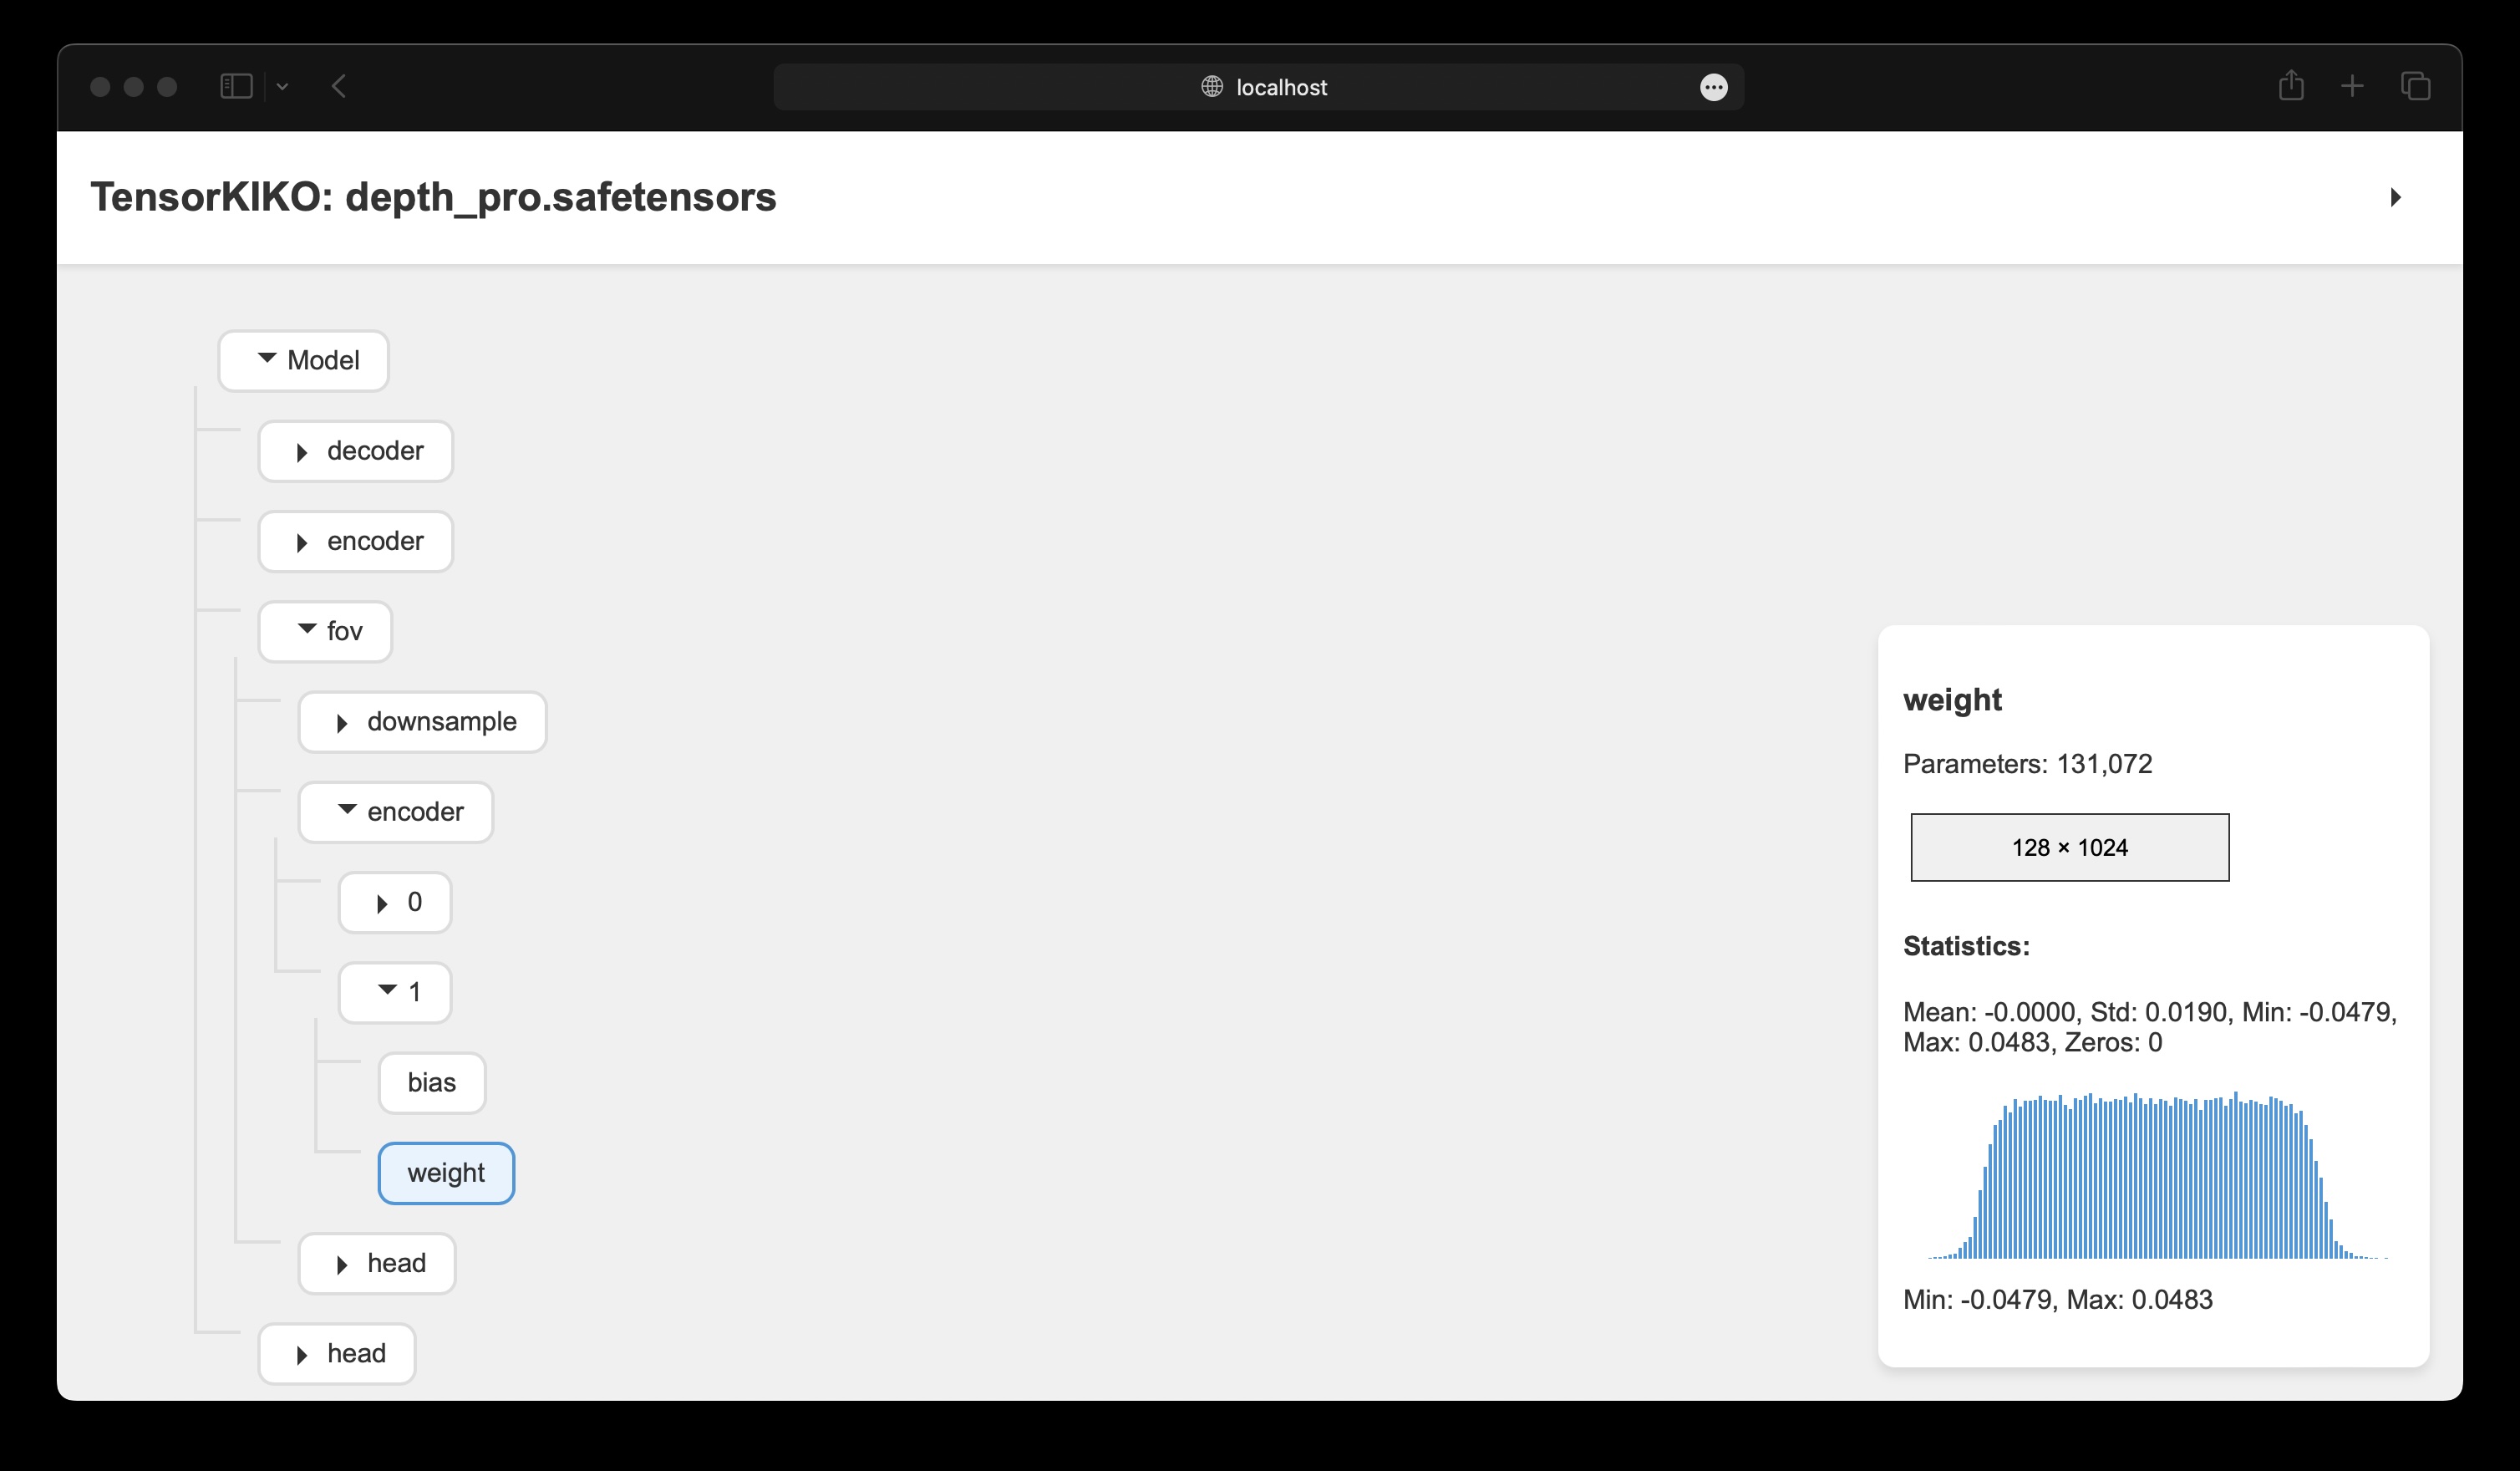 localhost
TensorKIKO: depth_pro.safetensors
Model
decoder
encoder
fov
downsample
encoder
0
1
bias
weight
head
head
weight
Parameters: 131,072
128 × 1024
Statistics:
Mean: -0.0000, Std: 0.0190, Min: -0.0479,
Max: 0.0483, Zeros: 0
Min: -0.0479, Max: 0.0483